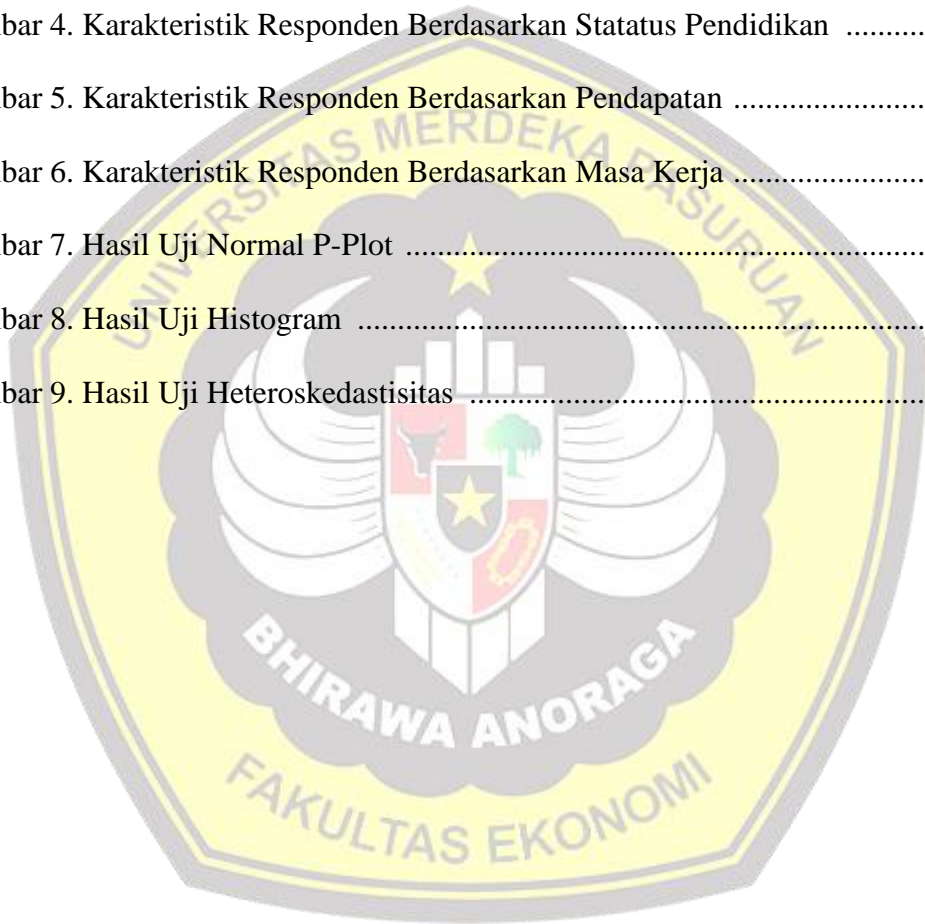 bar 4. Karakteristik Responden Berdasarkan Statatus Pendidikan ..........
bar 5. Karakteristik Responden Berdasarkan Pendapatan ........................
bar 6. Karakteristik Responden Berdasarkan Masa Kerja ........................
bar 7. Hasil Uji Normal P-Plot ..................................................................
bar 8. Hasil Uji Histogram ........................................................................
bar 9. Hasil Uji Heteroskedastisitas ..........................................................
UNIVERSITAS MERDEKA PASURUAN
BHIRAWA ANORAGA
FAKULTAS EKONOMI